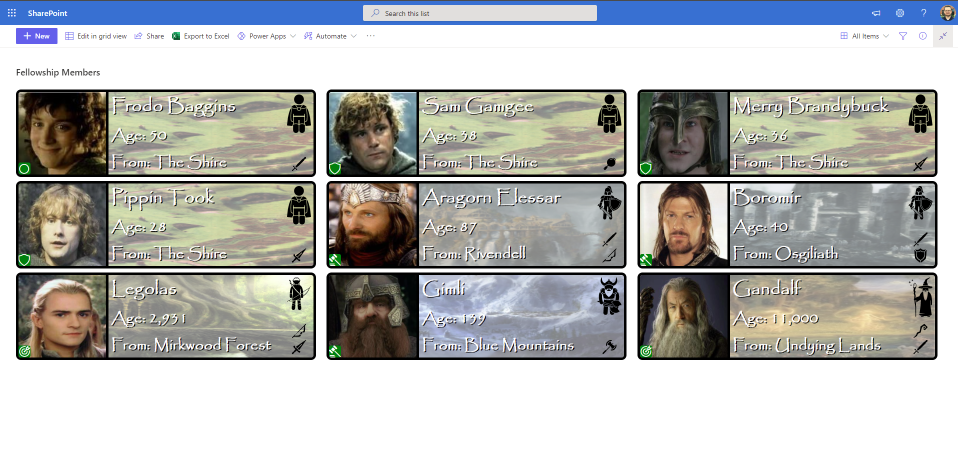 SharePoint
Search this list
?
New
Edit in grid view
Share
Export to Excel
Power Apps
Automate
...
All Items
Fellowship Members
Frodo Baggins
Age: 50
From: The Shire
Sam Gamgee
Age: 38
From: The Shire
Merry Brandybuck
Age: 36
From: The Shire
Pippin Took
Age: 28
From: The Shire
Aragorn Elessar
Age: 87
From: Rivendell
Boromir
Age: 40
From: Osgiliath
Legolas
Age: 2,931
From: Mirkwood Forest
Gimli
Age: 139
From: Blue Mountains
Gandalf
Age: 11,000
From: Undying Lands